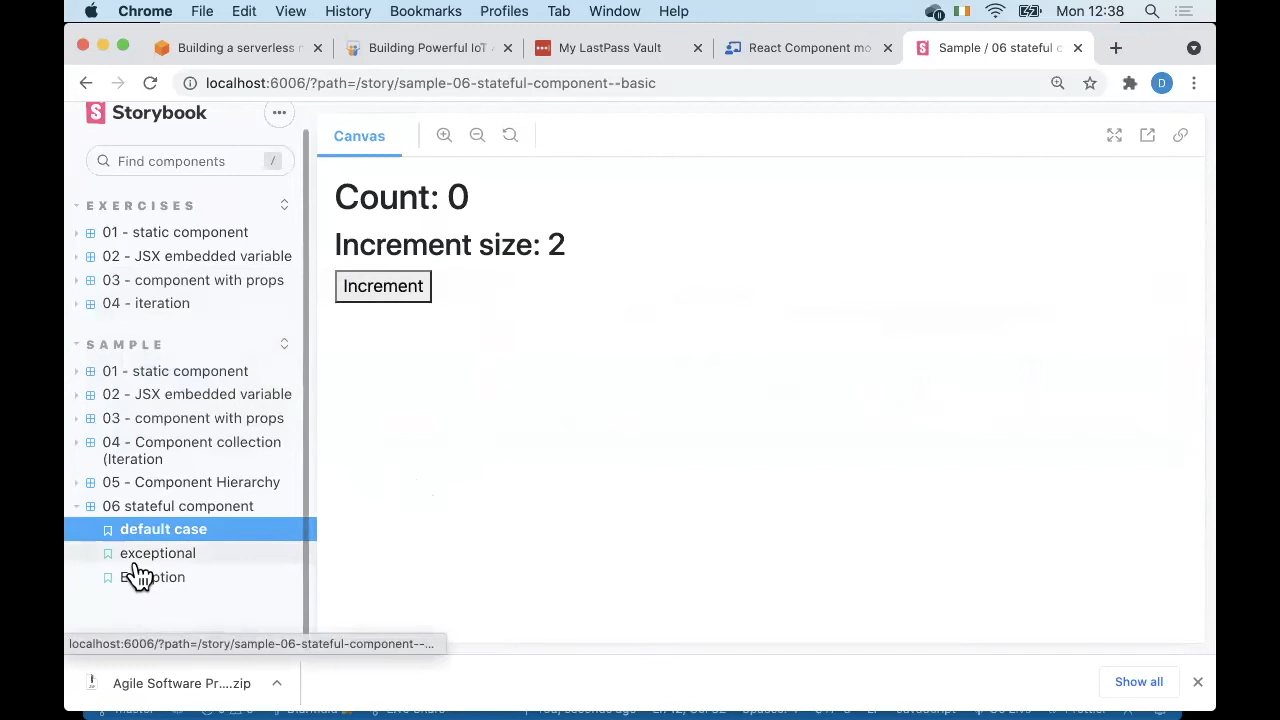 Chrome File Edit View History Bookmarks Profiles Tab Window Help Mon 12:38
Building a serverless Building Powerful IoT My LastPass Vault React Component mo Sample / 06 stateful c
localhost:6006/?path=/story/sample-06-stateful-component--basic D
S Storybook
Canvas
Find components /
Count: 0
EXERCISES
Increment size: 2
01 - static component
02 - JSX embedded variable
03 - component with props
Increment
04 - iteration
SAMPLE
01 - static component
02 - JSX embedded variable
03 - component with props
04 - Component collection
(Iteration
05 - Component Hierarchy
06 stateful component
default case
exceptional
localhost:6006/?path=/story/sample-06-stateful-component--...
Agile Software Pr....zip
Show all